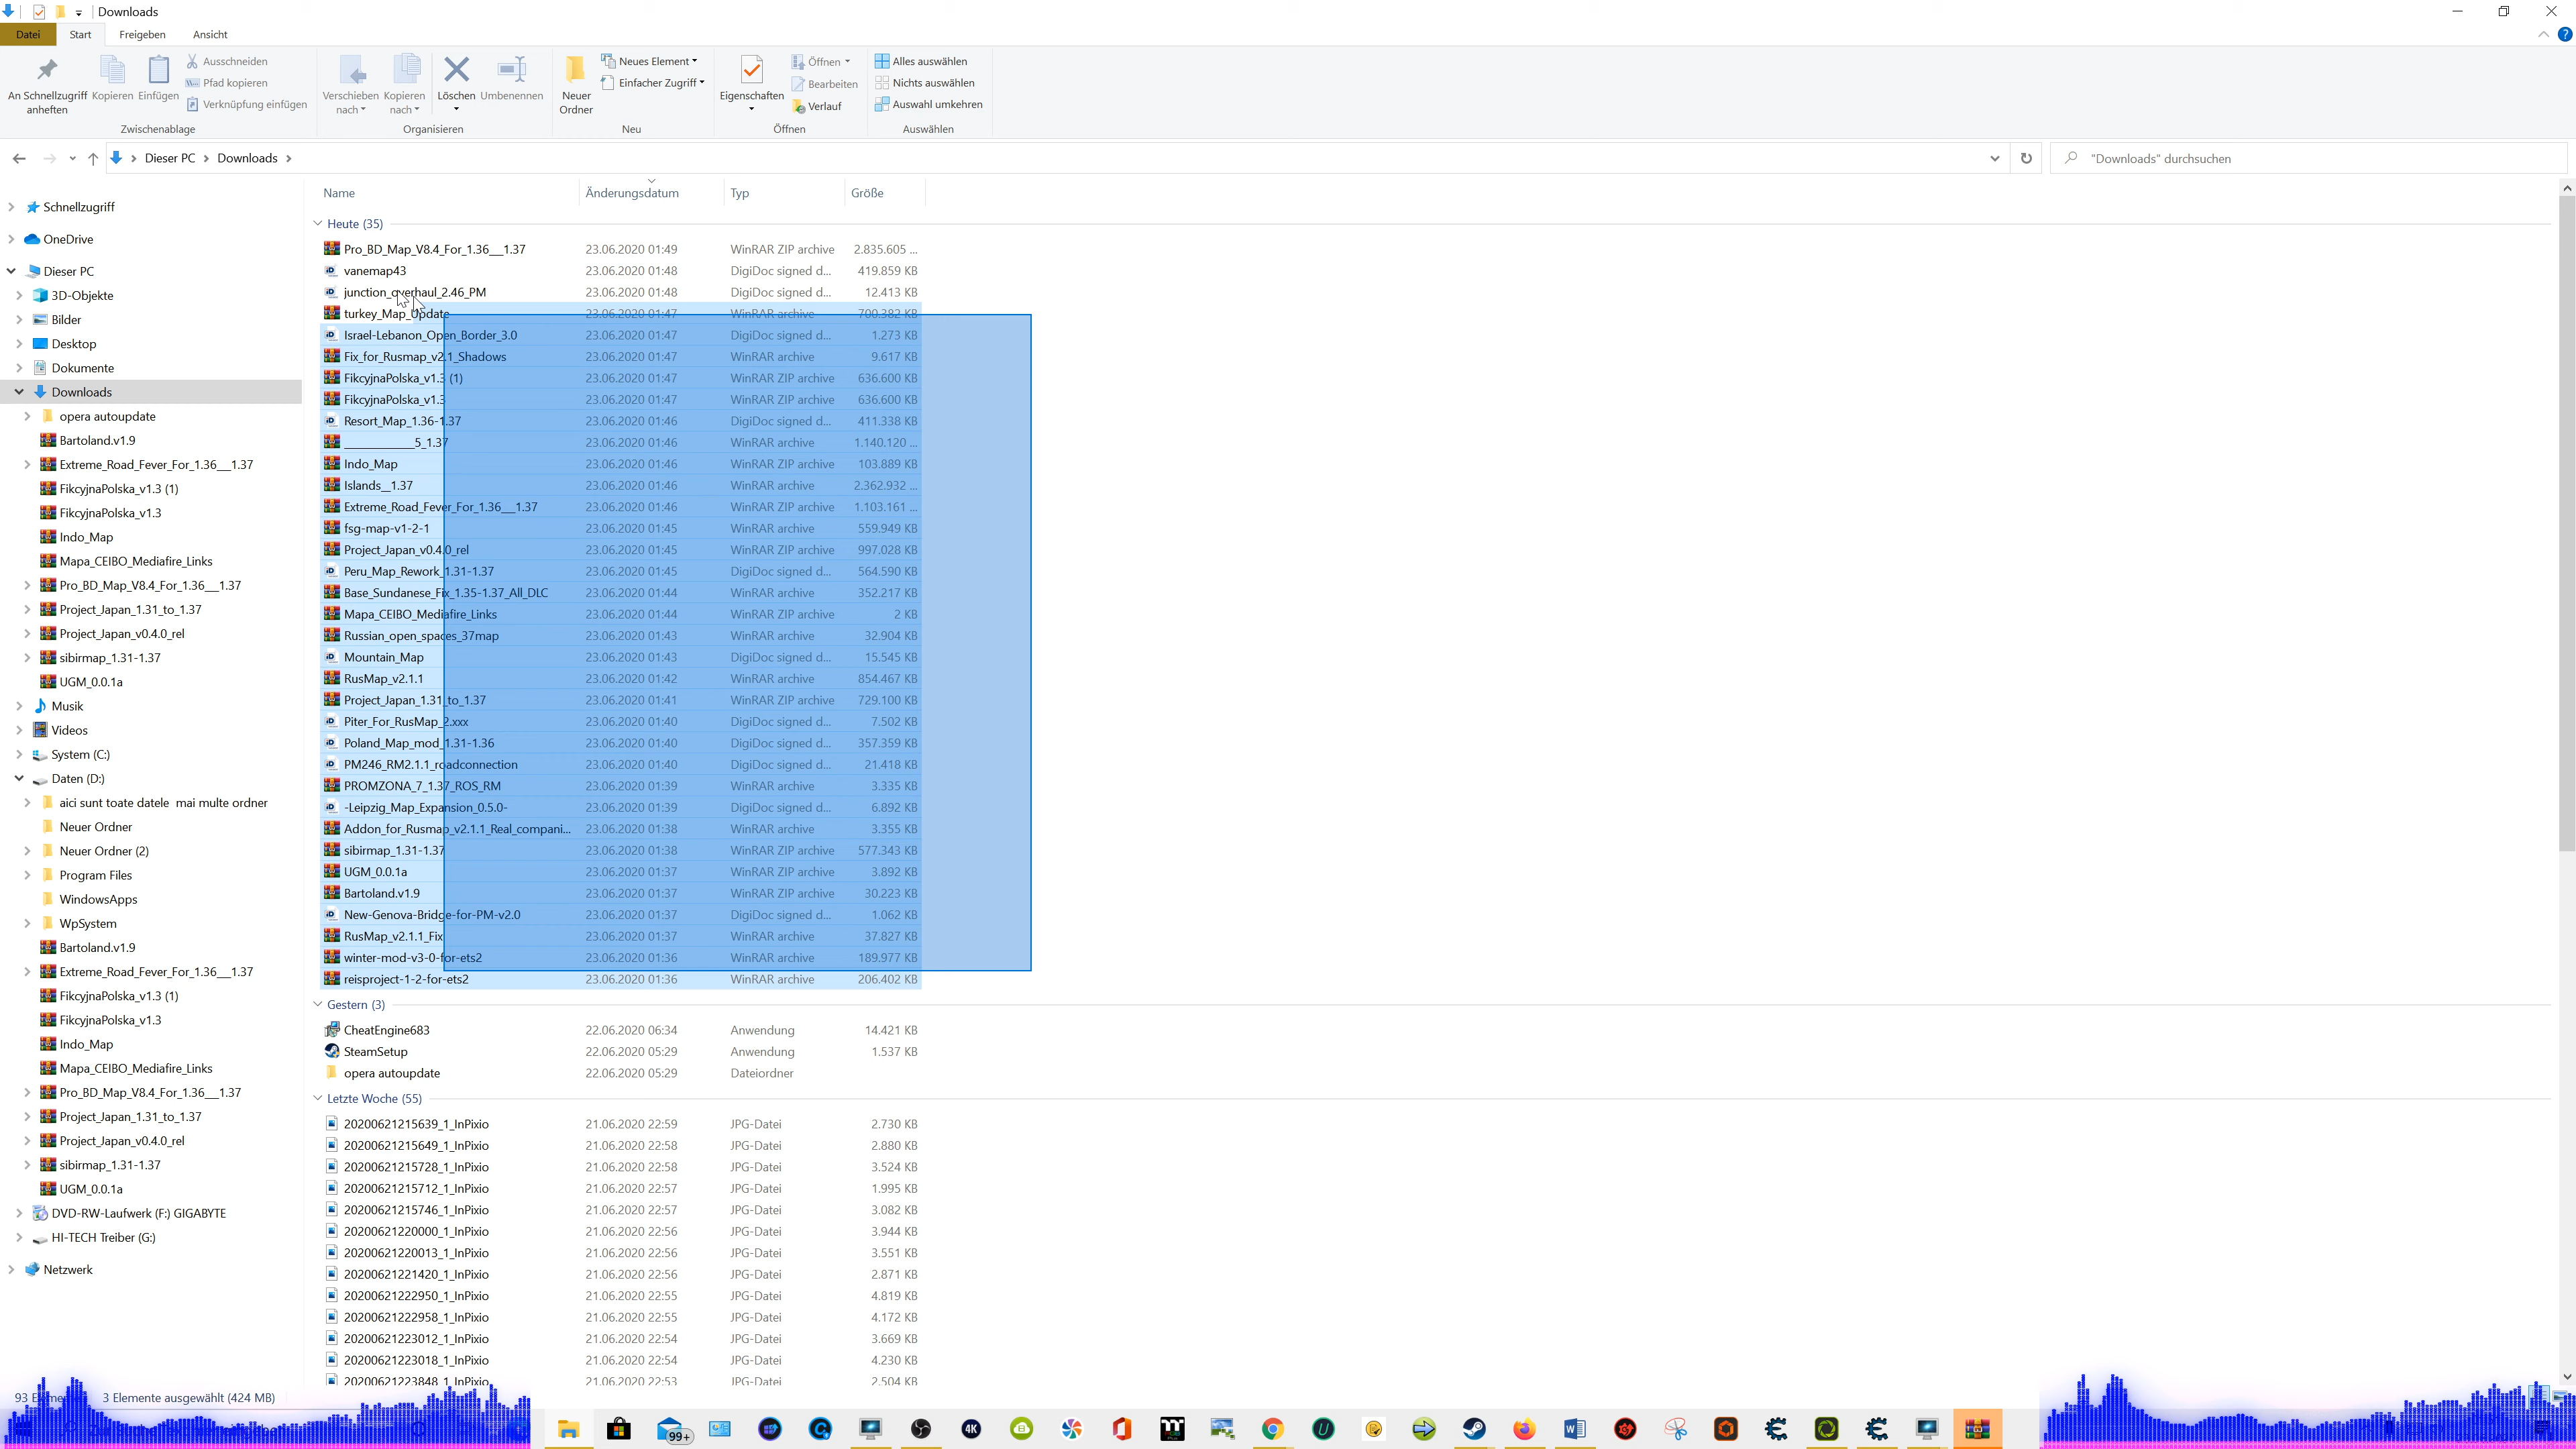 Downloads
Datei Start Freigeben Ansicht
An Schnellzugriff anheften
Kopieren
Einfügen
Ausschneiden
Pfad kopieren
Verknüpfung einfügen
Zwischenablage
Verschieben nach
Kopieren nach
Löschen
Umbenennen
Organisieren
Neuer Ordner
Neues Element
Einfacher Zugriff
Neu
Eigenschaften
Öffnen
Bearbeiten
Verlauf
Öffnen
Alles auswählen
Nichts auswählen
Auswahl umkehren
Auswählen
Dieser PC Downloads
"Downloads" durchsuchen
Schnellzugriff
OneDrive
Dieser PC
3D-Objekte
Bilder
Desktop
Dokumente
Downloads
opera autoupdate
Bartoland.v1.9
Extreme_Road_Fever_For_1.36__1.37
FikcyjnaPolska_v1.3 (1)
FikcyjnaPolska_v1.3
Indo_Map
Mapa_CEIBO_Mediafire_Links
Pro_BD_Map_V8.4_For_1.36__1.37
Project_Japan_1.31_to_1.37
Project_Japan_v0.4.0_rel
sibirmap_1.31-1.37
UGM_0.0.1a
Musik
Videos
System (C:)
Daten (D:)
aici sunt toate datele mai multe ordner
Neuer Ordner
Neuer Ordner (2)
Program Files
WindowsApps
WpSystem
Bartoland.v1.9
Extreme_Road_Fever_For_1.36__1.37
FikcyjnaPolska_v1.3 (1)
FikcyjnaPolska_v1.3
Indo_Map
Mapa_CEIBO_Mediafire_Links
Pro_BD_Map_V8.4_For_1.36__1.37
Project_Japan_1.31_to_1.37
Project_Japan_v0.4.0_rel
sibirmap_1.31-1.37
UGM_0.0.1a
DVD-RW-Laufwerk (F:) GIGABYTE
HI-TECH Treiber (G:)
Netzwerk
Name Änderungsdatum Typ Größe
Heute (35)
Pro_BD_Map_V8.4_For_1.36__1.37 23.06.2020 01:49 WinRAR ZIP archive 2.835.605 ...
vanemap43 23.06.2020 01:48 DigiDoc signed d... 419.859 KB
junction_overhaul_2.46_PM 23.06.2020 01:48 DigiDoc signed d... 12.413 KB
turkey_Map_Update 23.06.2020 01:47 WinRAR archive 700.382 KB
Israel-Lebanon_Open_Border_3.0 23.06.2020 01:47 DigiDoc signed d... 1.273 KB
Fix_for_Rusmap_v2.1_Shadows 23.06.2020 01:47 WinRAR archive 9.617 KB
FikcyjnaPolska_v1.3 (1) 23.06.2020 01:47 WinRAR ZIP archive 636.600 KB
FikcyjnaPolska_v1.3 23.06.2020 01:47 WinRAR ZIP archive 636.600 KB
Resort_Map_1.36-1.37 23.06.2020 01:46 DigiDoc signed d... 411.338 KB
____________5_1.37 23.06.2020 01:46 WinRAR archive 1.140.120 ...
Indo_Map 23.06.2020 01:46 WinRAR ZIP archive 103.889 KB
Islands__1.37 23.06.2020 01:46 WinRAR archive 2.362.932 ...
Extreme_Road_Fever_For_1.36__1.37 23.06.2020 01:46 WinRAR ZIP archive 1.103.161 ...
fsg-map-v1-2-1 23.06.2020 01:45 WinRAR archive 559.949 KB
Project_Japan_v0.4.0_rel 23.06.2020 01:45 WinRAR ZIP archive 997.028 KB
Peru_Map_Rework_1.31-1.37 23.06.2020 01:45 DigiDoc signed d... 564.590 KB
Base_Sundanese_Fix_1.35-1.37_All_DLC 23.06.2020 01:44 WinRAR archive 352.217 KB
Mapa_CEIBO_Mediafire_Links 23.06.2020 01:44 WinRAR ZIP archive 2 KB
Russian_open_spaces_37map 23.06.2020 01:43 WinRAR archive 32.904 KB
Mountain_Map 23.06.2020 01:43 DigiDoc signed d... 15.545 KB
RusMap_v2.1.1 23.06.2020 01:42 WinRAR archive 854.467 KB
Project_Japan_1.31_to_1.37 23.06.2020 01:41 WinRAR ZIP archive 729.100 KB
Piter_For_RusMap_2.xxx 23.06.2020 01:40 DigiDoc signed d... 7.502 KB
Poland_Map_mod_1.31-1.36 23.06.2020 01:40 DigiDoc signed d... 357.359 KB
PM246_RM2.1.1_roadconnection 23.06.2020 01:40 DigiDoc signed d... 21.418 KB
PROMZONA_7_1.37_ROS_RM 23.06.2020 01:39 WinRAR archive 3.335 KB
-Leipzig_Map_Expansion_0.5.0- 23.06.2020 01:39 DigiDoc signed d... 6.892 KB
Addon_for_Rusmap_v2.1.1_Real_compani... 23.06.2020 01:38 WinRAR archive 3.355 KB
sibirmap_1.31-1.37 23.06.2020 01:38 WinRAR ZIP archive 577.343 KB
UGM_0.0.1a 23.06.2020 01:37 WinRAR ZIP archive 3.892 KB
Bartoland.v1.9 23.06.2020 01:37 WinRAR ZIP archive 30.223 KB
New-Genova-Bridge-for-PM-v2.0 23.06.2020 01:37 DigiDoc signed d... 1.062 KB
RusMap_v2.1.1_Fix 23.06.2020 01:37 WinRAR archive 37.827 KB
winter-mod-v3-0-for-ets2 23.06.2020 01:36 WinRAR archive 189.977 KB
reisproject-1-2-for-ets2 23.06.2020 01:36 WinRAR archive 206.402 KB
Gestern (3)
CheatEngine683 22.06.2020 06:34 Anwendung 14.421 KB
SteamSetup 22.06.2020 05:29 Anwendung 1.537 KB
opera autoupdate 22.06.2020 05:29 Dateiordner
Letzte Woche (55)
20200621215639_1_InPixio 21.06.2020 22:59 JPG-Datei 2.730 KB
20200621215649_1_InPixio 21.06.2020 22:58 JPG-Datei 2.880 KB
20200621215728_1_InPixio 21.06.2020 22:58 JPG-Datei 3.524 KB
20200621215712_1_InPixio 21.06.2020 22:57 JPG-Datei 1.995 KB
20200621215746_1_InPixio 21.06.2020 22:57 JPG-Datei 3.082 KB
20200621220000_1_InPixio 21.06.2020 22:56 JPG-Datei 3.944 KB
20200621220013_1_InPixio 21.06.2020 22:56 JPG-Datei 3.551 KB
20200621221420_1_InPixio 21.06.2020 22:56 JPG-Datei 2.871 KB
20200621222950_1_InPixio 21.06.2020 22:55 JPG-Datei 4.819 KB
20200621222958_1_InPixio 21.06.2020 22:55 JPG-Datei 4.172 KB
20200621223012_1_InPixio 21.06.2020 22:54 JPG-Datei 3.669 KB
20200621223018_1_InPixio 21.06.2020 22:54 JPG-Datei 4.230 KB
20200621223848_1_InPixio 21.06.2020 22:53 JPG-Datei 2.504 KB
93 3 Elemente ausgewählt (424 MB)
99+
4K